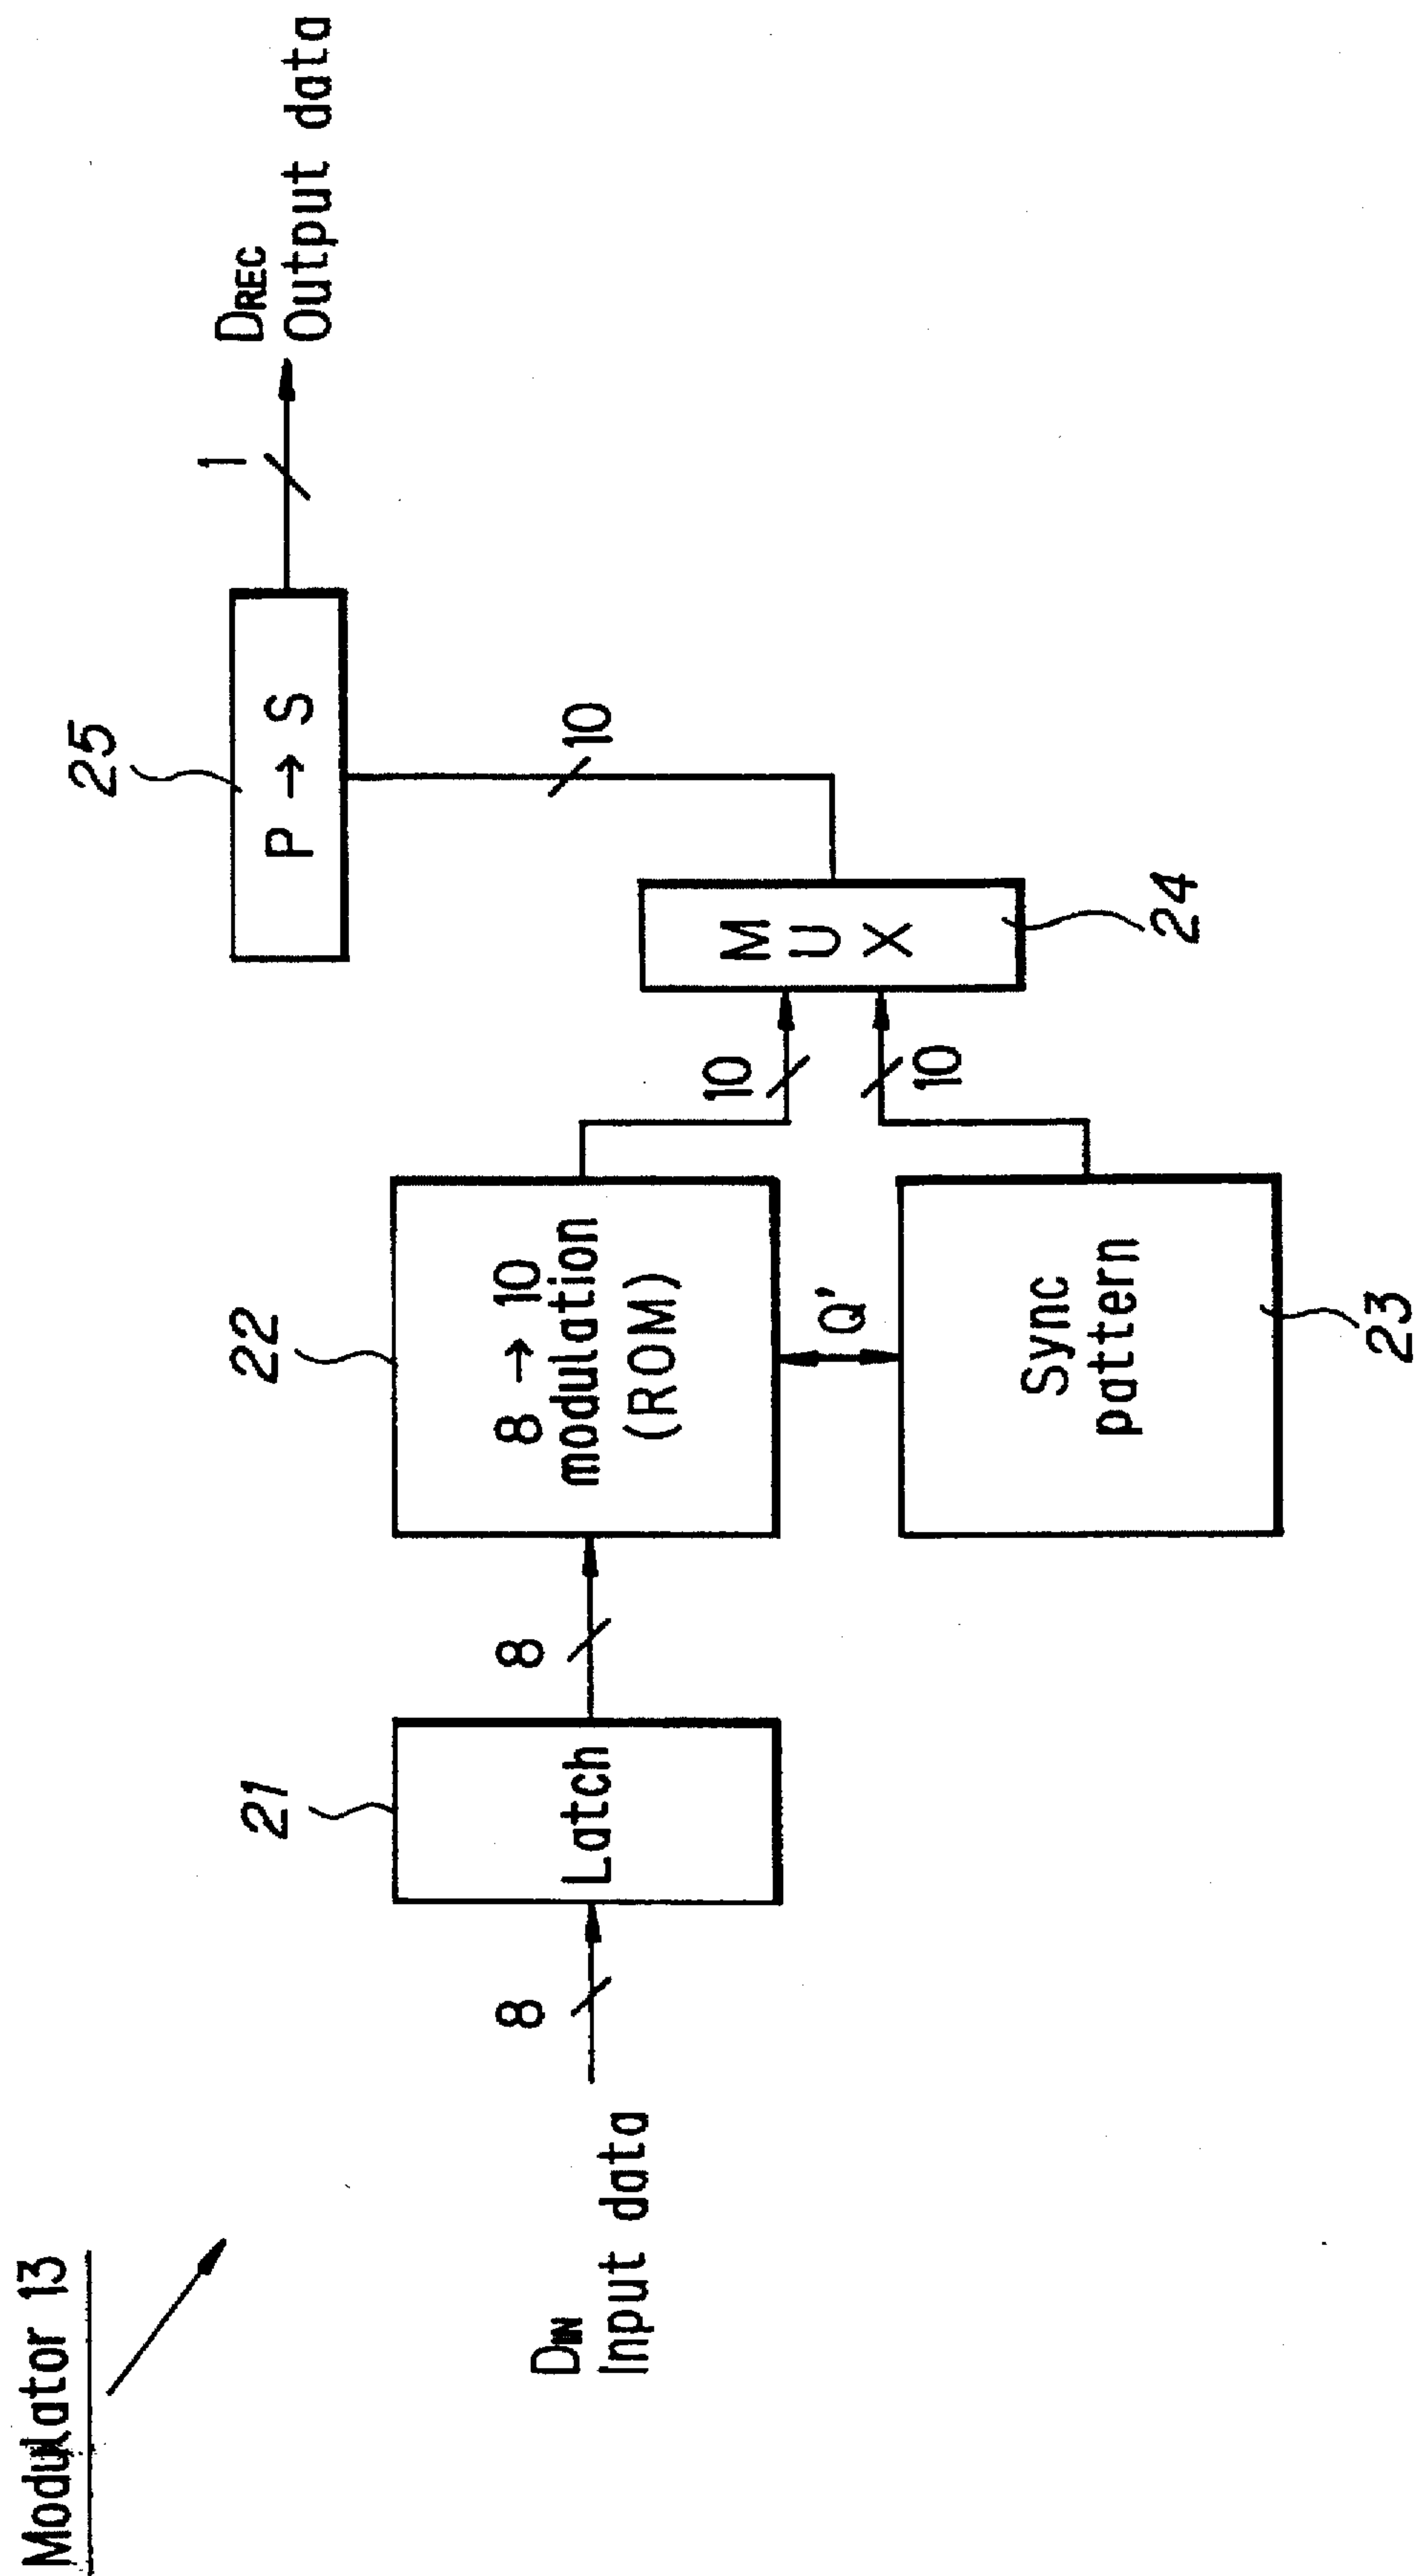 Modulator 13
DIN
Input data
8
21
Latch
8
22
8 → 10
modulation
(ROM)
Q'
Sync
pattern
23
10
10
MUX
24
10
25
P → S
1
DREC
Output data